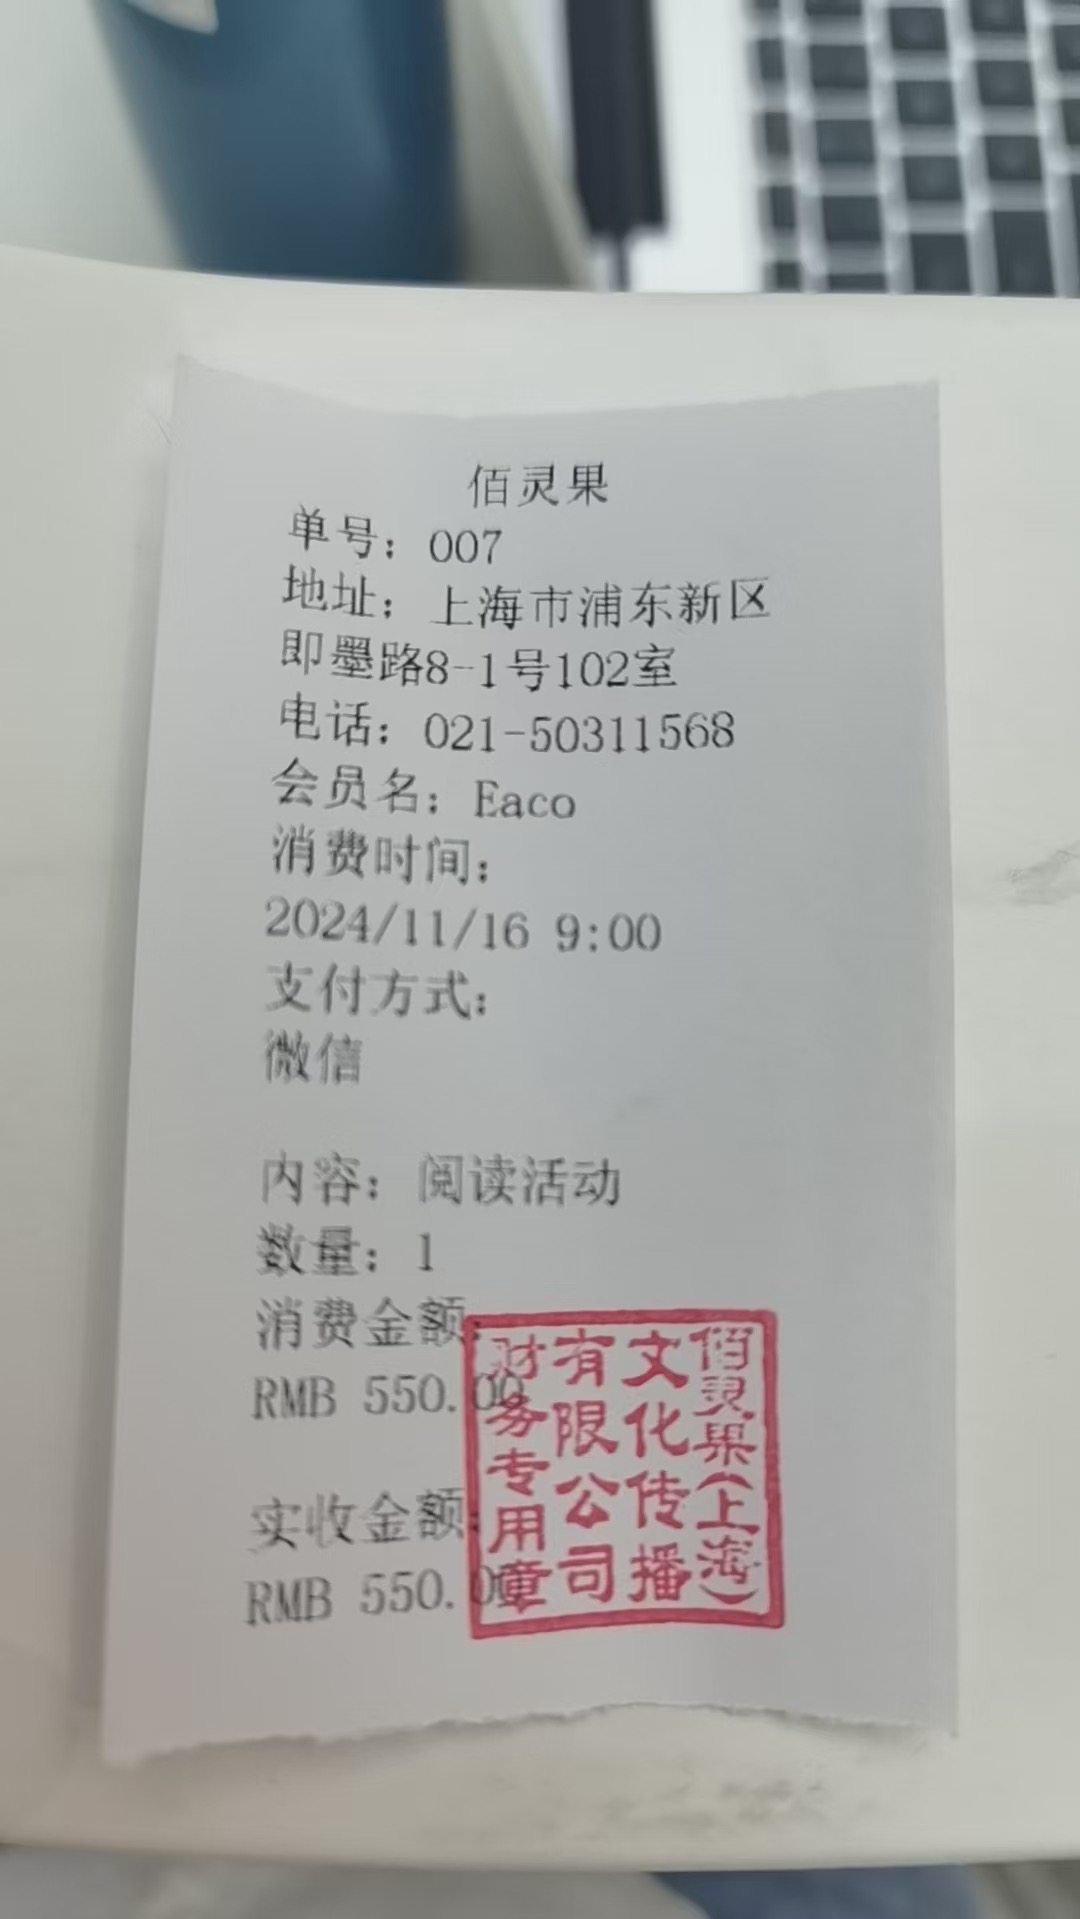 佰灵果
单号：007
地址：上海市浦东新区
即墨路8-1号102室
电话：021-50311568
会员名：Eaco
消费时间：
2024/11/16 9:00
支付方式：
微信
内容：阅读活动
数量：1
消费金额：
RMB 550.00
实收金额：
RMB 550.00
佰灵果(上海)
文化传播
有限公司
财务专用章